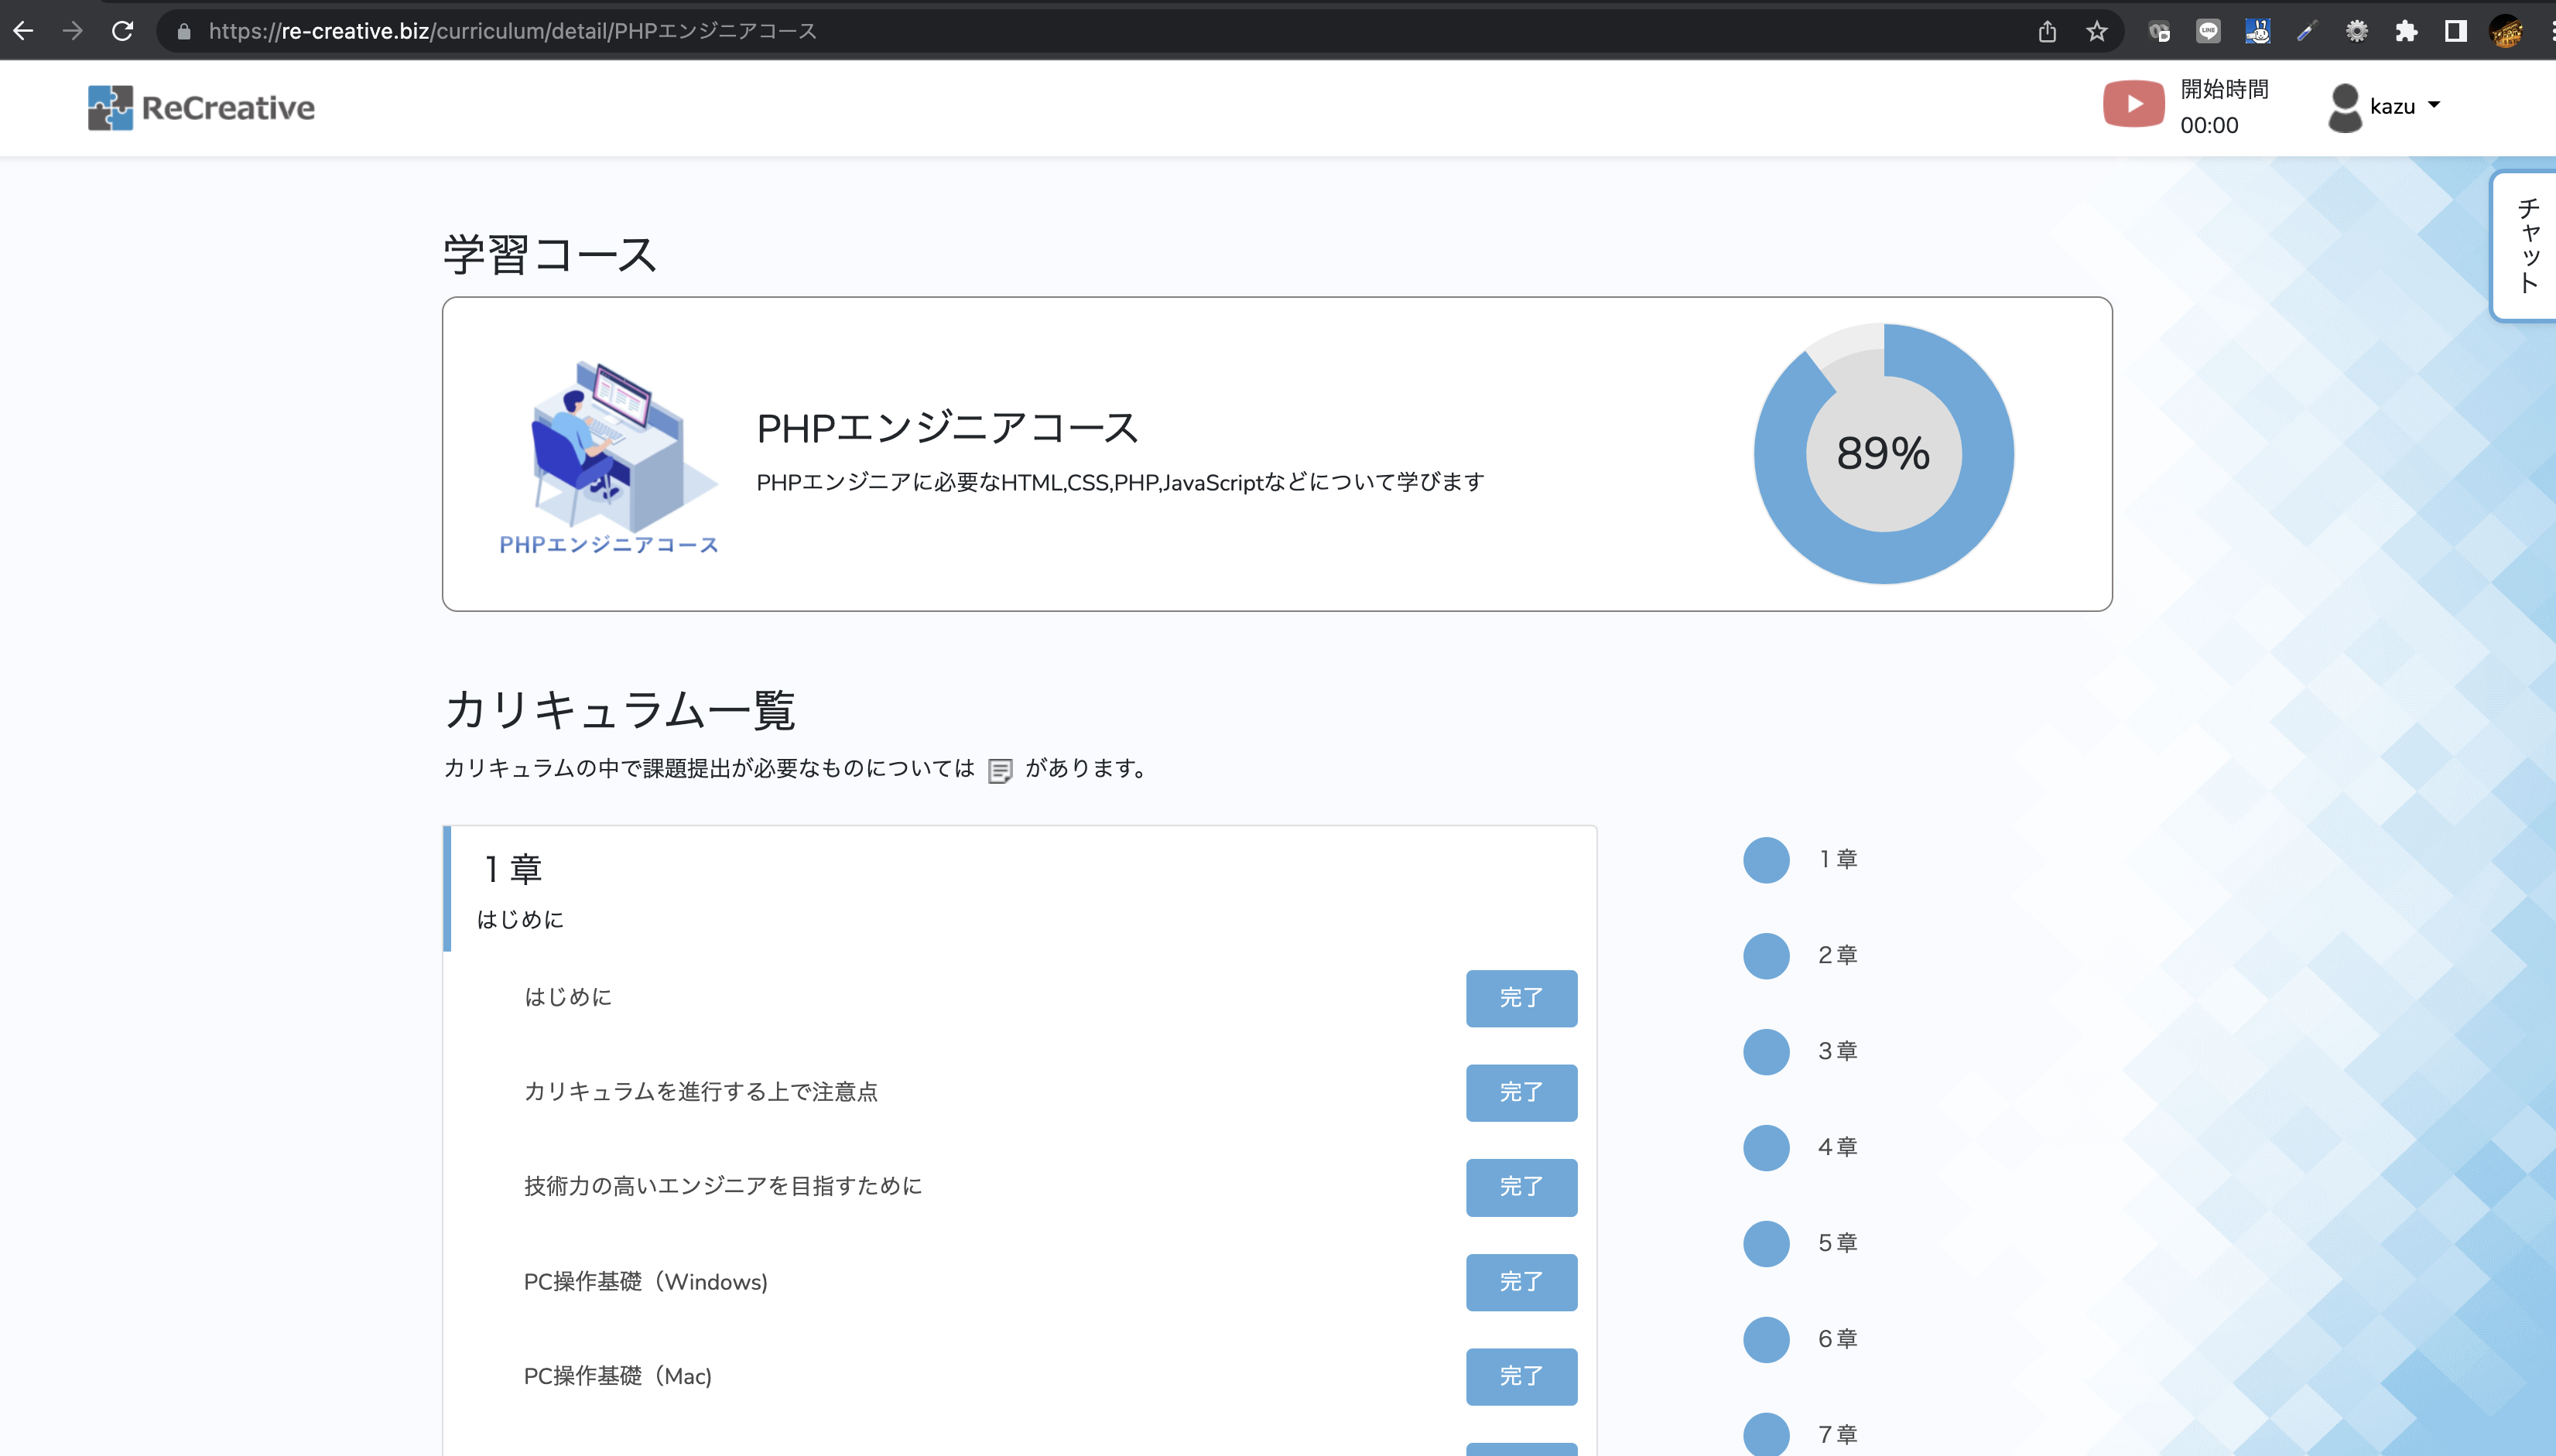 https://re-creative.biz/curriculum/detail/PHPエンジニアコース
ReCreative
開始時間
00:00
kazu
チャット
学習コース
PHPエンジニアコース
PHPエンジニアコース
PHPエンジニアに必要なHTML,CSS,PHP,JavaScriptなどについて学びます
89%
カリキュラム一覧
カリキュラムの中で課題提出が必要なものについては があります。
１章
はじめに
はじめに 完了
カリキュラムを進行する上で注意点 完了
技術力の高いエンジニアを目指すために 完了
PC操作基礎（Windows) 完了
PC操作基礎（Mac) 完了
１章
２章
３章
４章
５章
６章
７章